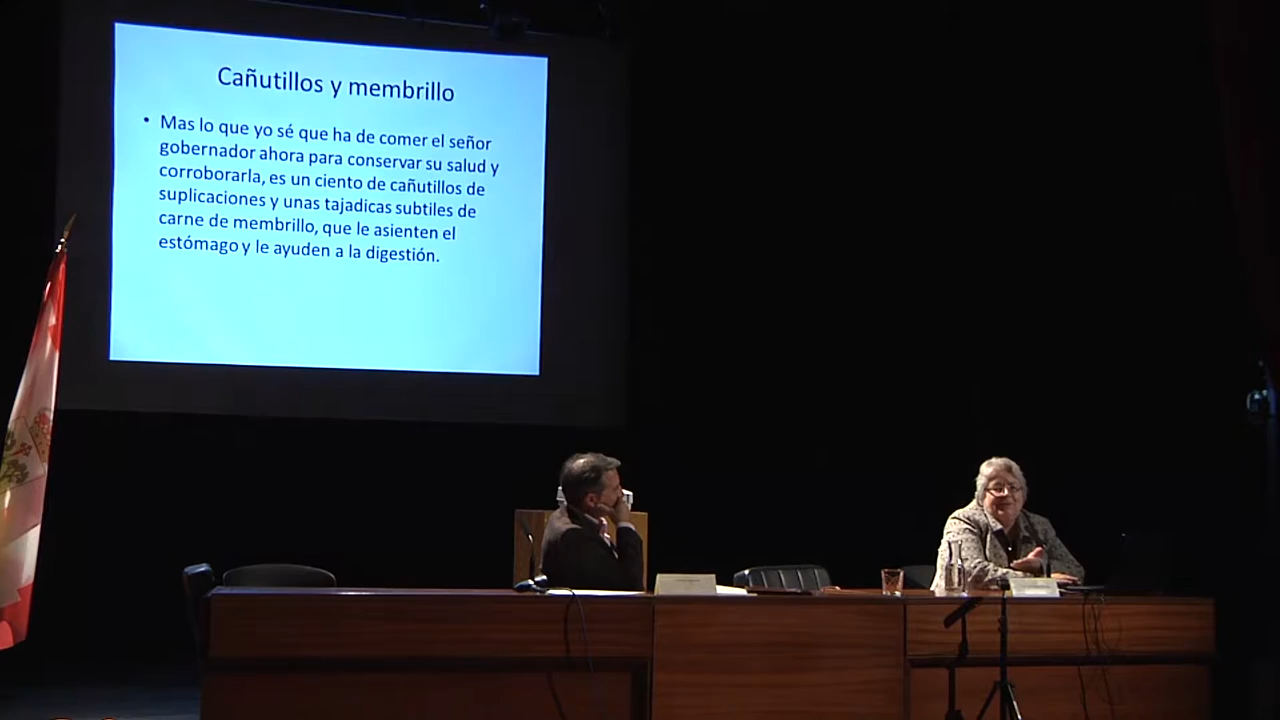 Cañutillos y membrillo
• Mas lo que yo sé que ha de comer el señor
gobernador ahora para conservar su salud y
corroborarla, es un ciento de cañutillos de
suplicaciones y unas tajadicas subtiles de
carne de membrillo, que le asienten el
estómago y le ayuden a la digestión.